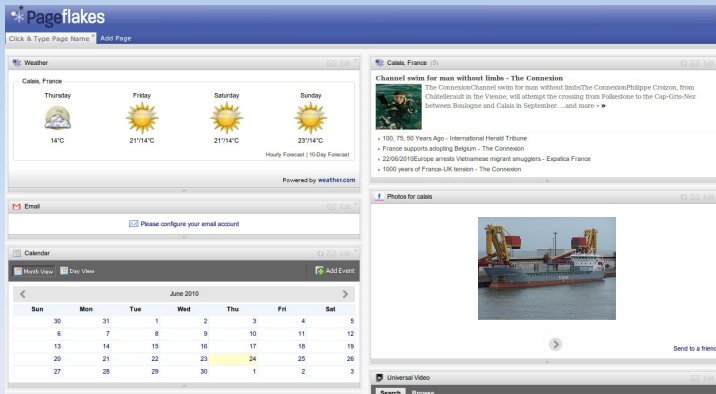 Pageflakes
Click & Type Page Name
Add Page
Weather
Edit
Calais, France
Thursday Friday Saturday Sunday
14°C 21°/14°C 21°/14°C 23°/14°C
Hourly Forecast | 10-Day Forecast
Powered by weather.com
Email
Edit
Please configure your email account
Calendar
Edit
Month View Day View Add Event
June 2010
Sun Mon Tue Wed Thu Fri Sat
30 31 1 2 3 4 5
6 7 8 9 10 11 12
13 14 15 16 17 18 19
20 21 22 23 24 25 26
27 28 29 30 1 2 3
Calais, France (5)
Edit
Channel swim for man without limbs - The Connexion
The ConnexionChannel swim for man without limbsThe ConnexionPhilippe Croizon, from
Châtellerault in the Vienne, will attempt the crossing from Folkestone to the Cap-Gris-Nez
between Boulogne and Calais in September. ...and more » »
100, 75, 50 Years Ago - International Herald Tribune
France supports adopting Belgium - The Connexion
22/06/2010Europe arrests Vietnamese migrant smugglers - Expatica France
1000 years of France-UK tension - The Connexion
Photos for calais
Edit
Send to a friend
Universal Video
Edit
Search Browse